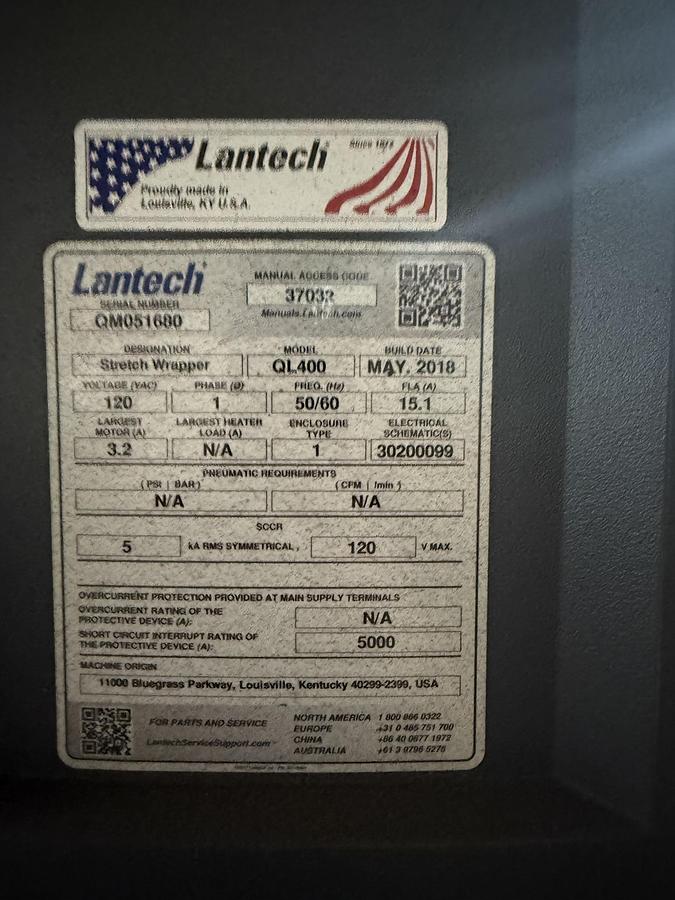 Lantech
Since 1972
Proudly made in
Louisville, KY U.S.A.
Lantech
SERIAL NUMBER
QM051680
MANUAL ACCESS CODE
Manuals.Lantech.com
DESIGNATION MODEL BUILD DATE
Stretch Wrapper QL400 MAY, 2018
VOLTAGE (VAC) PHASE (Ø) FREQ. (Hz) FLA (A)
120 1 50/60 15.1
LARGEST MOTOR (A) LARGEST HEATER LOAD (A) ENCLOSURE TYPE ELECTRICAL SCHEMATIC(S)
3.2 N/A 1 30200099
PNEUMATIC REQUIREMENTS
( PSI | BAR ) ( CFM | l/min )
N/A N/A
SCCR
5 kA RMS SYMMETRICAL, 120 V MAX.
OVERCURRENT PROTECTION PROVIDED AT MAIN SUPPLY TERMINALS
OVERCURRENT RATING OF THE
PROTECTIVE DEVICE (A): N/A
SHORT CIRCUIT INTERRUPT RATING OF
THE PROTECTIVE DEVICE (A): 5000
MACHINE ORIGIN
11000 Bluegrass Parkway, Louisville, Kentucky 40299-2399, USA
FOR PARTS AND SERVICE
LantechServiceSupport.com
NORTH AMERICA 1 800 866 0322
EUROPE +31 0 485 751 700
CHINA +86 40 0677 1972
AUSTRALIA +61 3 9796 5276